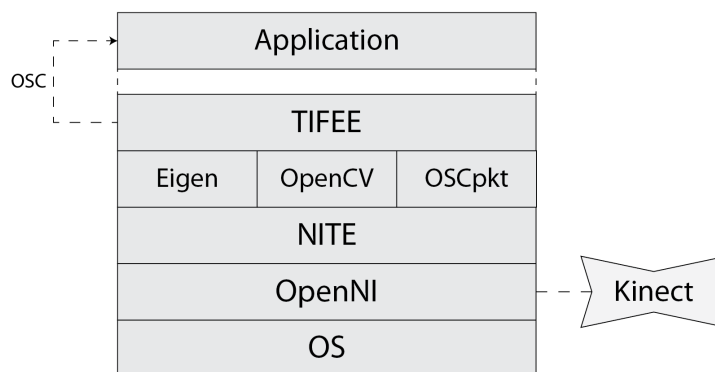 Application
OSC
TIFEE
Eigen OpenCV OSCpkt
NITE
OpenNI Kinect
OS